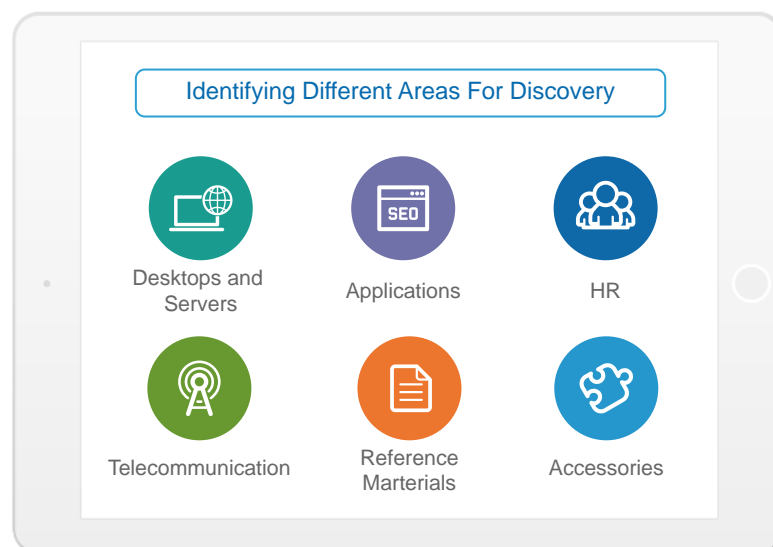 Identifying Different Areas For Discovery
SEO
Desktops and
Servers
Applications
HR
Telecommunication
Reference
Marterials
Accessories